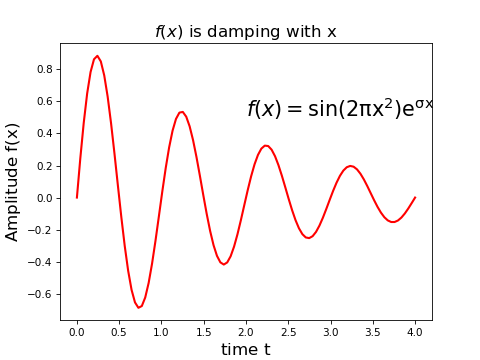 f(x) is damping with x
f(x) = sin(2πx²)e^σx
Amplitude f(x)
0.8
0.6
0.4
0.2
0.0
−0.2
−0.4
−0.6
0.0 0.5 1.0 1.5 2.0 2.5 3.0 3.5 4.0
time t